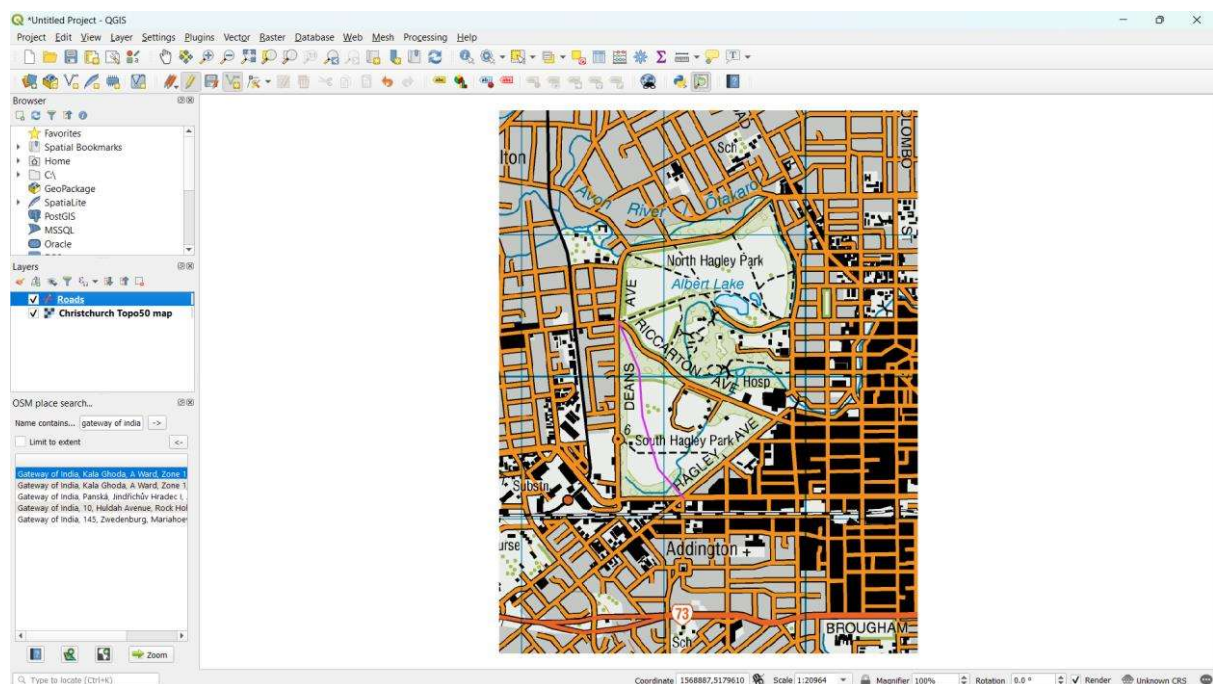 *Untitled Project - QGIS
Project Edit View Layer Settings Plugins Vector Raster Database Web Mesh Processing Help
Browser
Favorites
Spatial Bookmarks
Home
C:\
GeoPackage
SpatiaLite
PostGIS
MSSQL
Oracle
Layers
Roads
Christchurch Topo50 map
OSM place search...
Name contains... gateway of india ->
Limit to extent <-
Gateway of India, Kala Ghoda, A Ward, Zone 1
Gateway of India, Kala Ghoda, A Ward, Zone 1,
Gateway of India, Panská, Jindřichův Hradec I,
Gateway of India, 10, Huldah Avenue, Rock Hol
Gateway of India, 145, Zwedenburg, Mariahoe
Zoom
Sch
OLOMBO
ST
lton
Avon River Ōtākaro
North Hagley Park
Albert Lake
DEANS AVE
RICCARTON AVE
Hosp
6
South Hagley Park
HAGLEY AVE
Substn
urse
Addington
73
Sch
BROUGHAM
Type to locate (Ctrl+K)
Coordinate 1568887,5179610 Scale 1:20964 Magnifier 100% Rotation 0.0 ° Render Unknown CRS